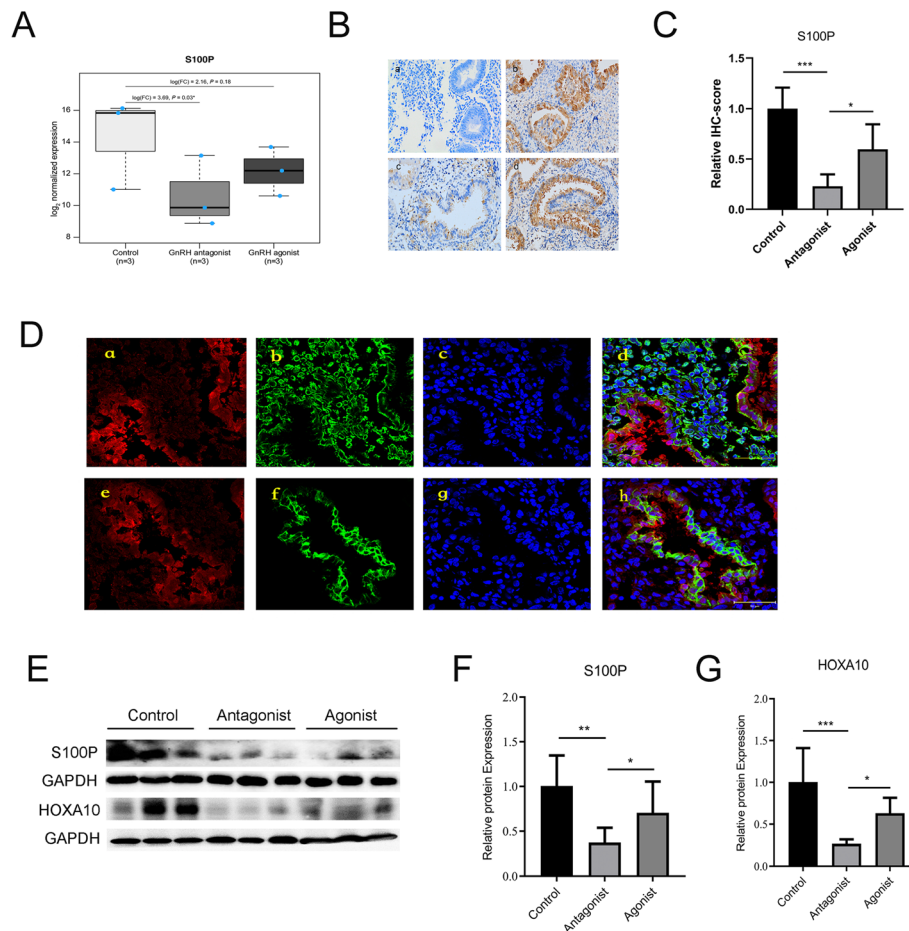 A
S100P
log(FC) = 2.16, P = 0.18
log(FC) = 3.69, P = 0.03*
log2 normalized expression
16
14
12
10
8
Control
(n=3)
GnRH antagonist
(n=3)
GnRH agonist
(n=3)
B
a
b
c
d
C
S100P
***
*
Relative IHC-score
1.5
1.0
0.5
0.0
Control
Antagonist
Agonist
D
a
b
c
d
e
f
g
h
E
Control
Antagonist
Agonist
S100P
GAPDH
HOXA10
GAPDH
F
S100P
**
*
Relative protein Expression
2.0
1.5
1.0
0.5
0.0
Control
Antagonist
Agonist
G
HOXA10
***
*
Relative protein Expression
2.0
1.5
1.0
0.5
0.0
Control
Antagonist
Agonist